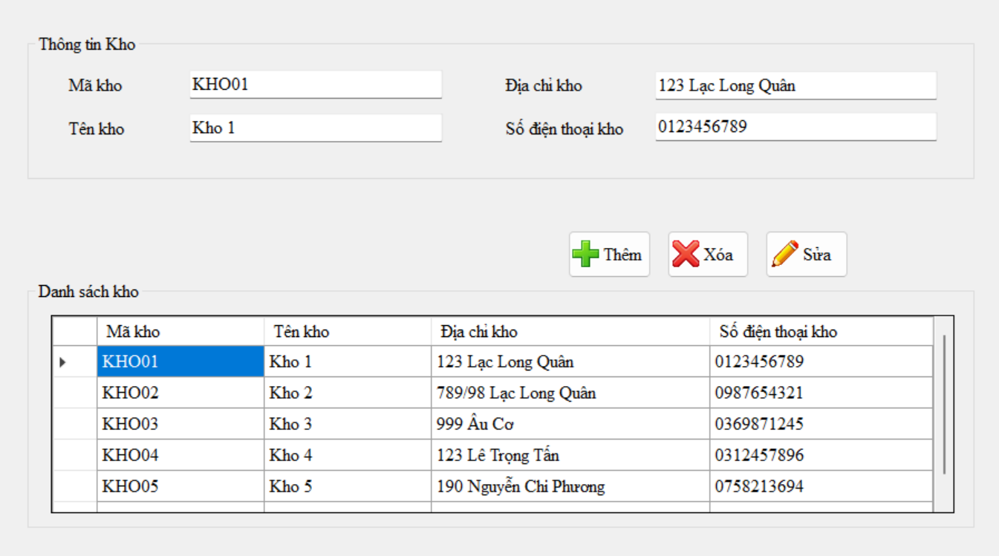 Thông tin Kho
Mã kho KHO01 Địa chỉ kho 123 Lạc Long Quân
Tên kho Kho 1 Số điện thoại kho 0123456789
Thêm Xóa Sửa
Danh sách kho
Mã kho Tên kho Địa chỉ kho Số điện thoại kho
KHO01 Kho 1 123 Lạc Long Quân 0123456789
KHO02 Kho 2 789/98 Lạc Long Quân 0987654321
KHO03 Kho 3 999 Âu Cơ 0369871245
KHO04 Kho 4 123 Lê Trọng Tấn 0312457896
KHO05 Kho 5 190 Nguyễn Chi Phương 0758213694